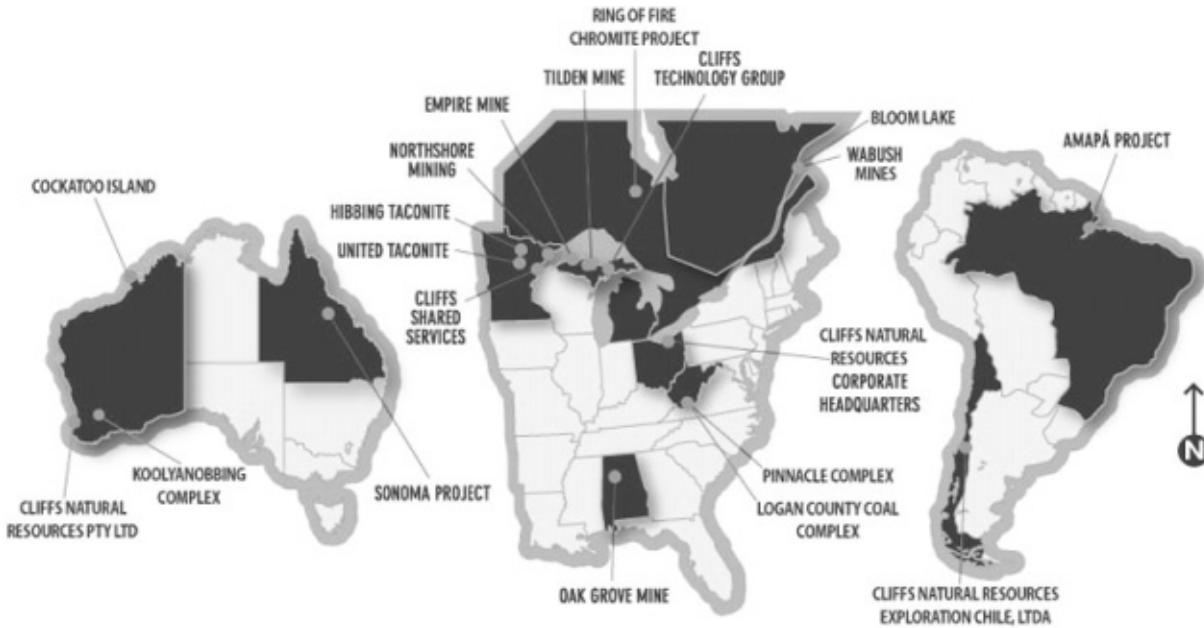 RING OF FIRE
CHROMITE PROJECT
CLIFFS
TECHNOLOGY GROUP
TILDEN MINE
EMPIRE MINE
BLOOM LAKE
AMAPÁ PROJECT
NORTHSHORE
MINING
WABUSH
MINES
COCKATOO ISLAND
HIBBING TACONITE
UNITED TACONITE
CLIFFS
SHARED
SERVICES
CLIFFS NATURAL
RESOURCES
CORPORATE
HEADQUARTERS
N
KOOLYANOBBING
COMPLEX
SONOMA PROJECT
PINNACLE COMPLEX
CLIFFS NATURAL
RESOURCES PTY LTD
LOGAN COUNTY COAL
COMPLEX
OAK GROVE MINE
CLIFFS NATURAL RESOURCES
EXPLORATION CHILE, LTDA